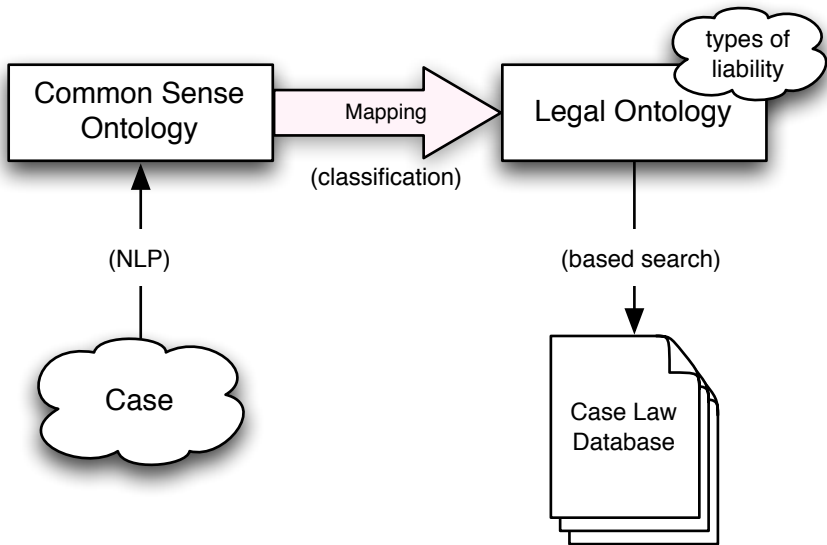 types of
liability
Common Sense
Ontology
Mapping
Legal Ontology
(classification)
(NLP)
(based search)
Case
Case Law
Database